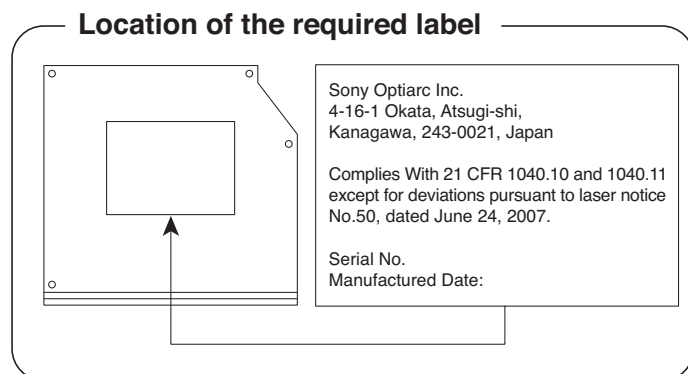 Location of the required label
Sony Optiarc Inc.
4-16-1 Okata, Atsugi-shi,
Kanagawa, 243-0021, Japan
Complies With 21 CFR 1040.10 and 1040.11
except for deviations pursuant to laser notice
No.50, dated June 24, 2007.
Serial No.
Manufactured Date: